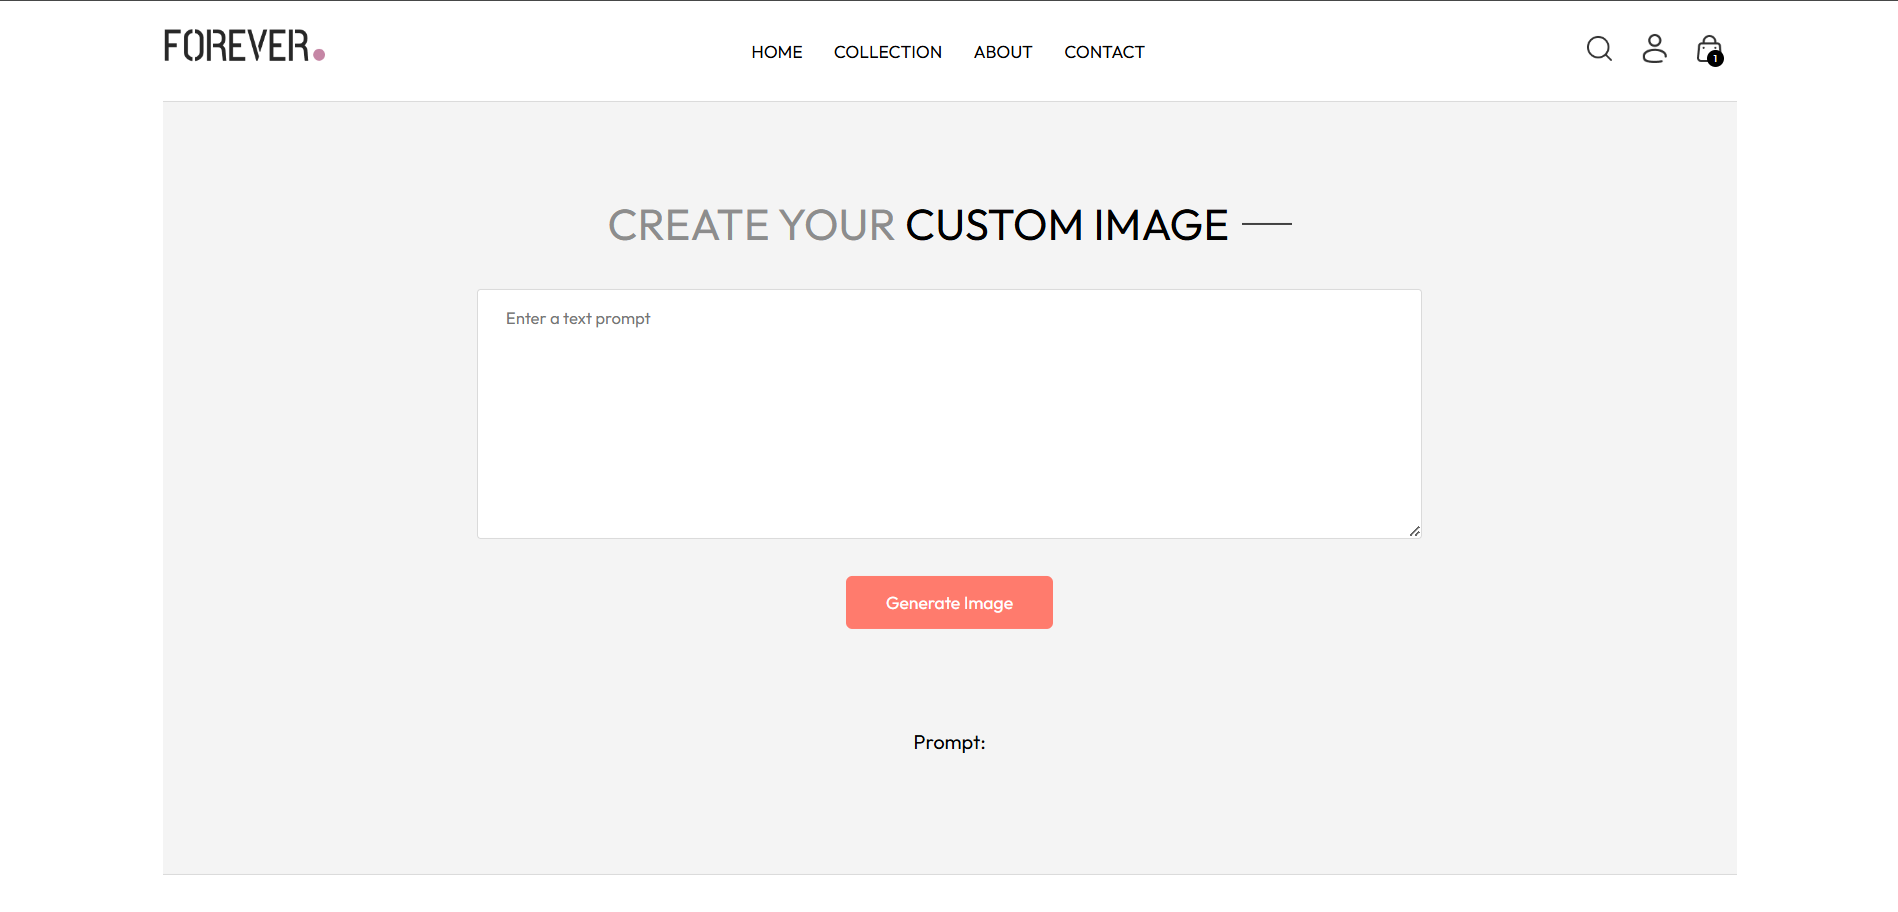 FOREVER.
HOME COLLECTION ABOUT CONTACT
1
CREATE YOUR CUSTOM IMAGE
Enter a text prompt
Generate Image
Prompt: